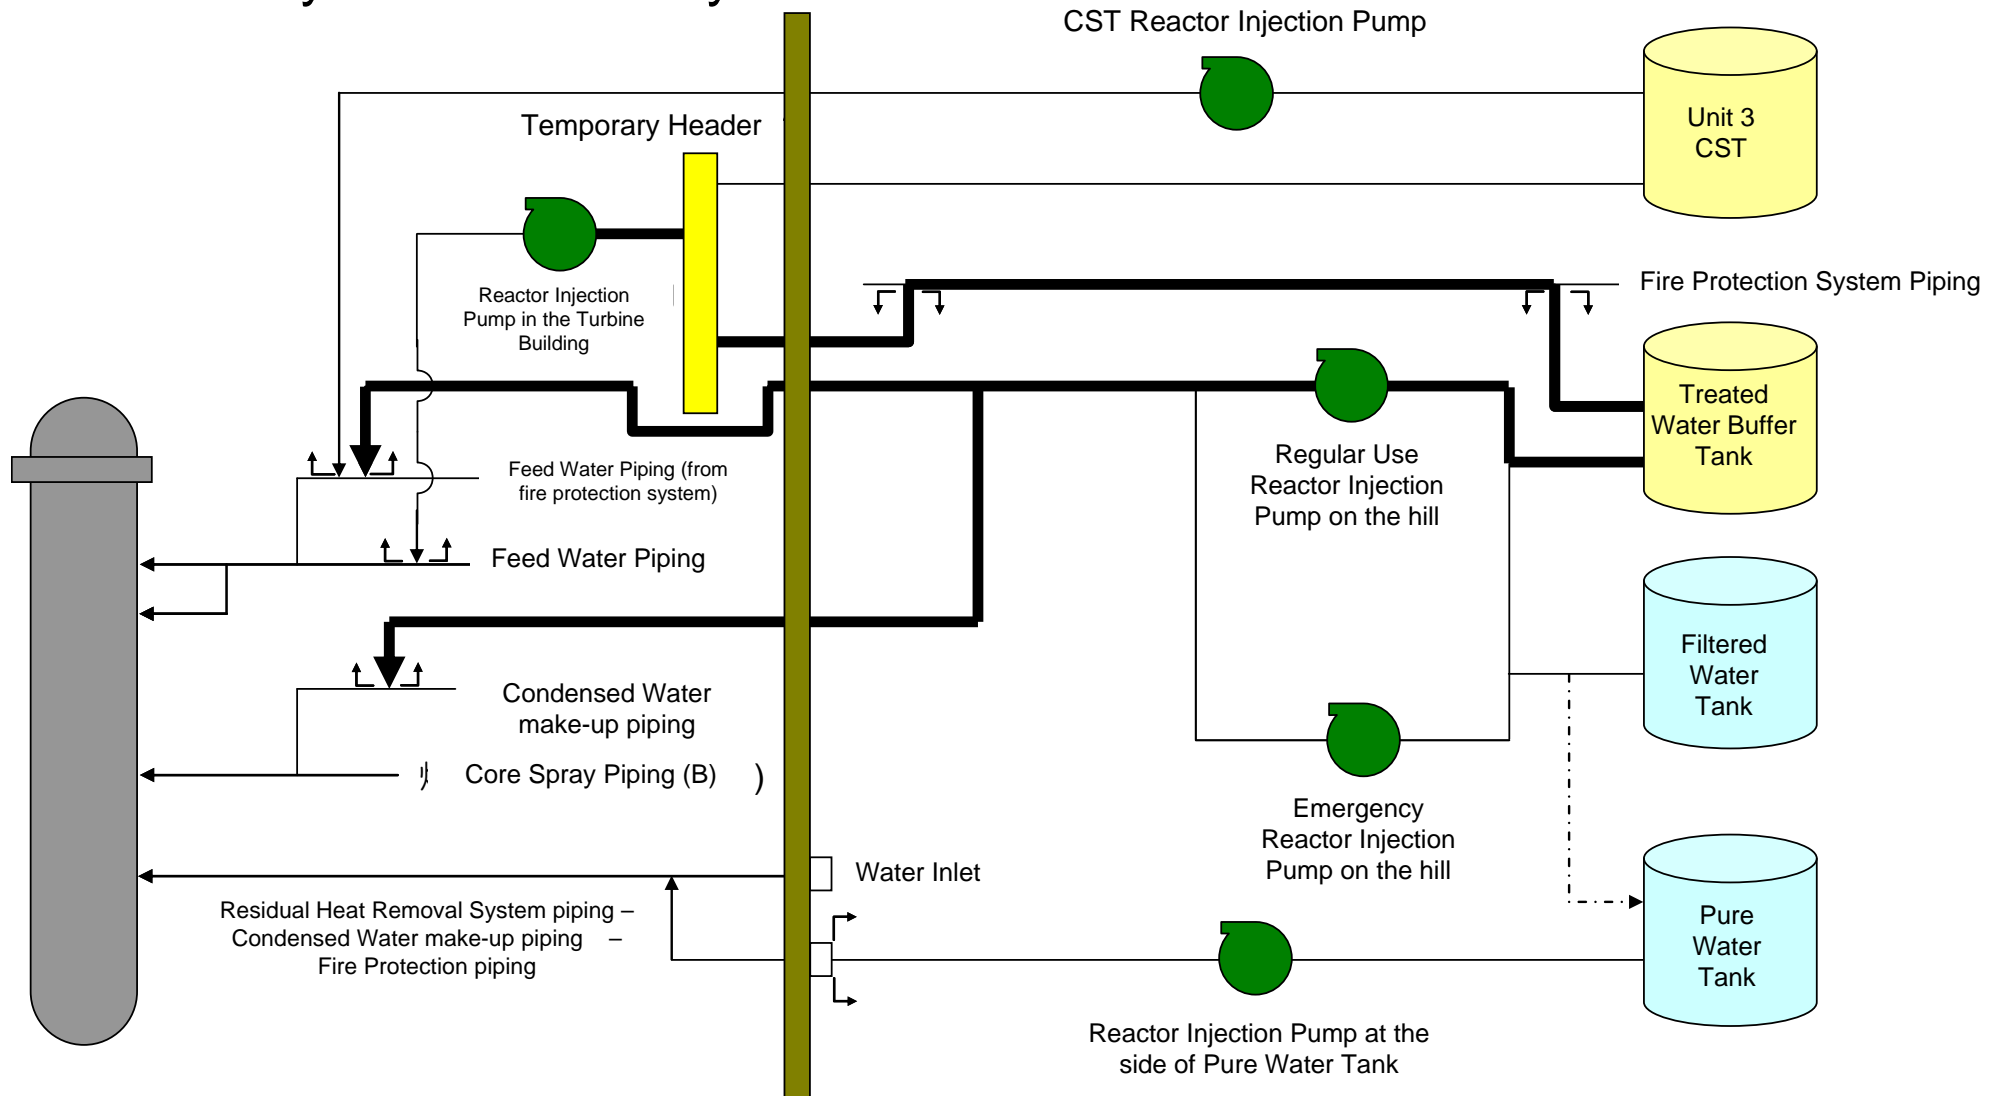 CST Reactor Injection Pump
Unit 3
CST
Temporary Header
Reactor Injection
Pump in the Turbine
Building
Fire Protection System Piping
Treated
Water Buffer
Tank
Regular Use
Reactor Injection
Pump on the hill
Feed Water Piping (from
fire protection system)
Feed Water Piping
Filtered
Water
Tank
Condensed Water
make-up piping
Core Spray Piping (B) )
Emergency
Reactor Injection
Pump on the hill
Water Inlet
Residual Heat Removal System piping –
Condensed Water make-up piping –
Fire Protection piping
Pure
Water
Tank
Reactor Injection Pump at the
side of Pure Water Tank